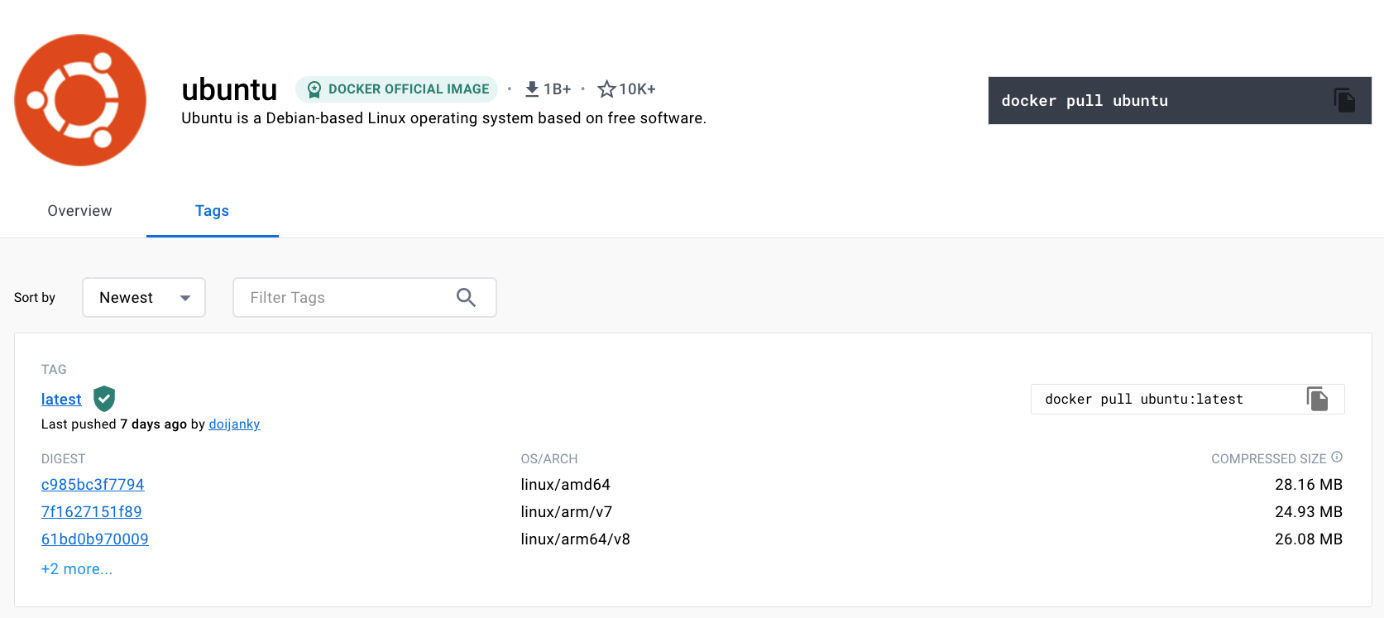 ubuntu DOCKER OFFICIAL IMAGE · 1B+ · 10K+
Ubuntu is a Debian-based Linux operating system based on free software.
docker pull ubuntu
Overview Tags
Sort by Newest Filter Tags
TAG
latest
docker pull ubuntu:latest
Last pushed 7 days ago by doijanky
DIGEST OS/ARCH COMPRESSED SIZE
c985bc3f7794 linux/amd64 28.16 MB
7f1627151f89 linux/arm/v7 24.93 MB
61bd0b970009 linux/arm64/v8 26.08 MB
+2 more...